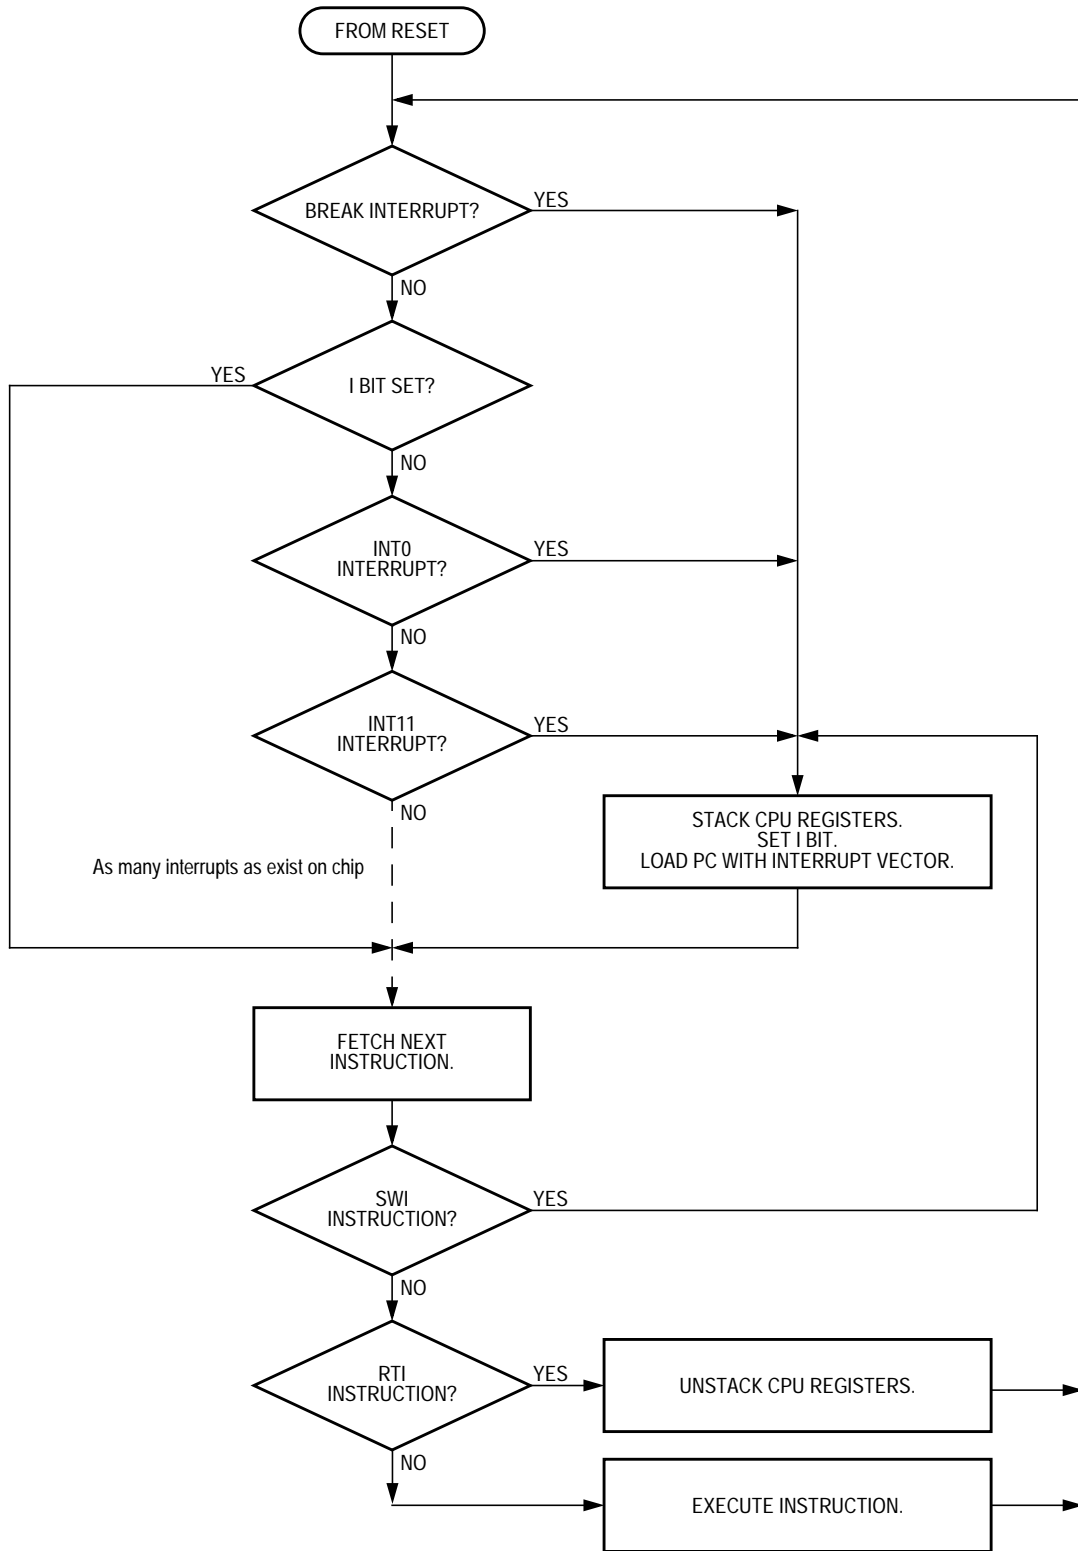 FROM RESET
BREAK INTERRUPT?
YES
NO
YES
I BIT SET?
NO
INT0
INTERRUPT?
YES
NO
INT11
INTERRUPT?
YES
NO
STACK CPU REGISTERS.
SET I BIT.
LOAD PC WITH INTERRUPT VECTOR.
As many interrupts as exist on chip
FETCH NEXT
INSTRUCTION.
SWI
INSTRUCTION?
YES
NO
RTI
INSTRUCTION?
YES
UNSTACK CPU REGISTERS.
NO
EXECUTE INSTRUCTION.